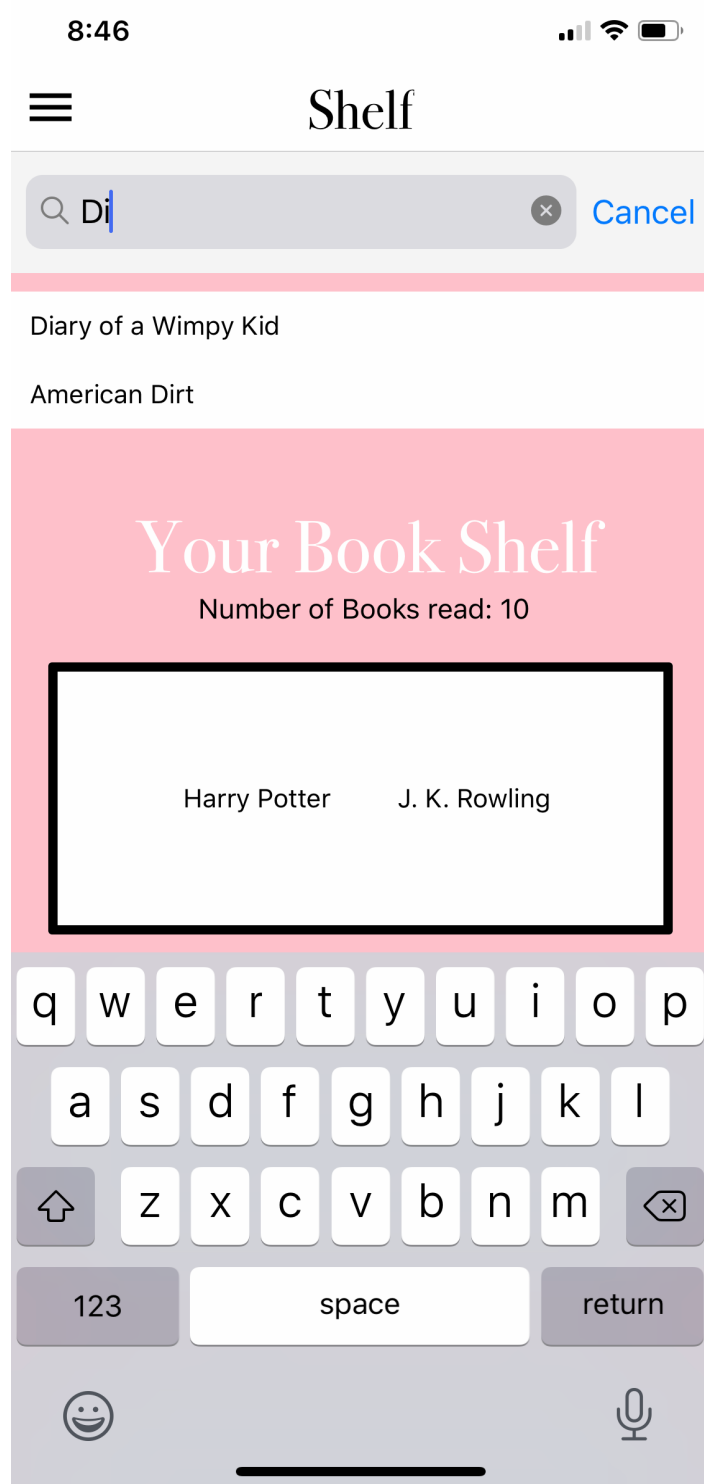 8:46
Shelf
Di
Cancel
Diary of a Wimpy Kid
American Dirt
Your Book Shelf
Number of Books read: 10
Harry Potter J. K. Rowling
q w e r t y u i o p
a s d f g h j k l
z x c v b n m
123 space return